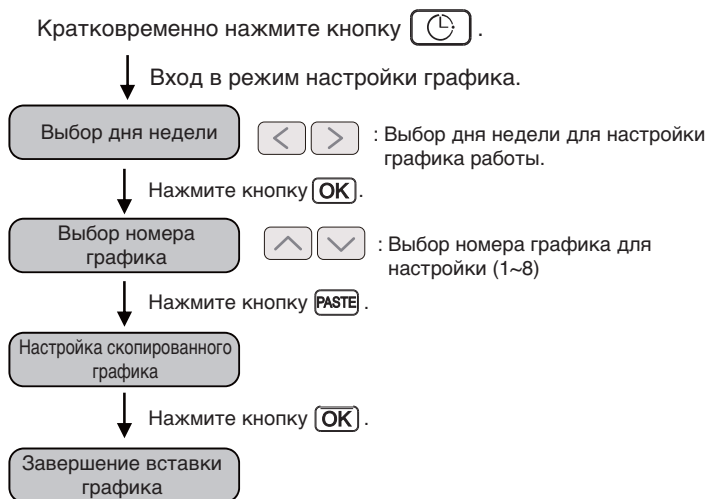 Кратковременно нажмите кнопку .
Вход в режим настройки графика.
Выбор дня недели
: Выбор дня недели для настройки
графика работы.
Нажмите кнопку OK.
Выбор номера
графика
: Выбор номера графика для
настройки (1~8)
Нажмите кнопку PASTE .
Настройка скопированного
графика
Нажмите кнопку OK .
Завершение вставки
графика